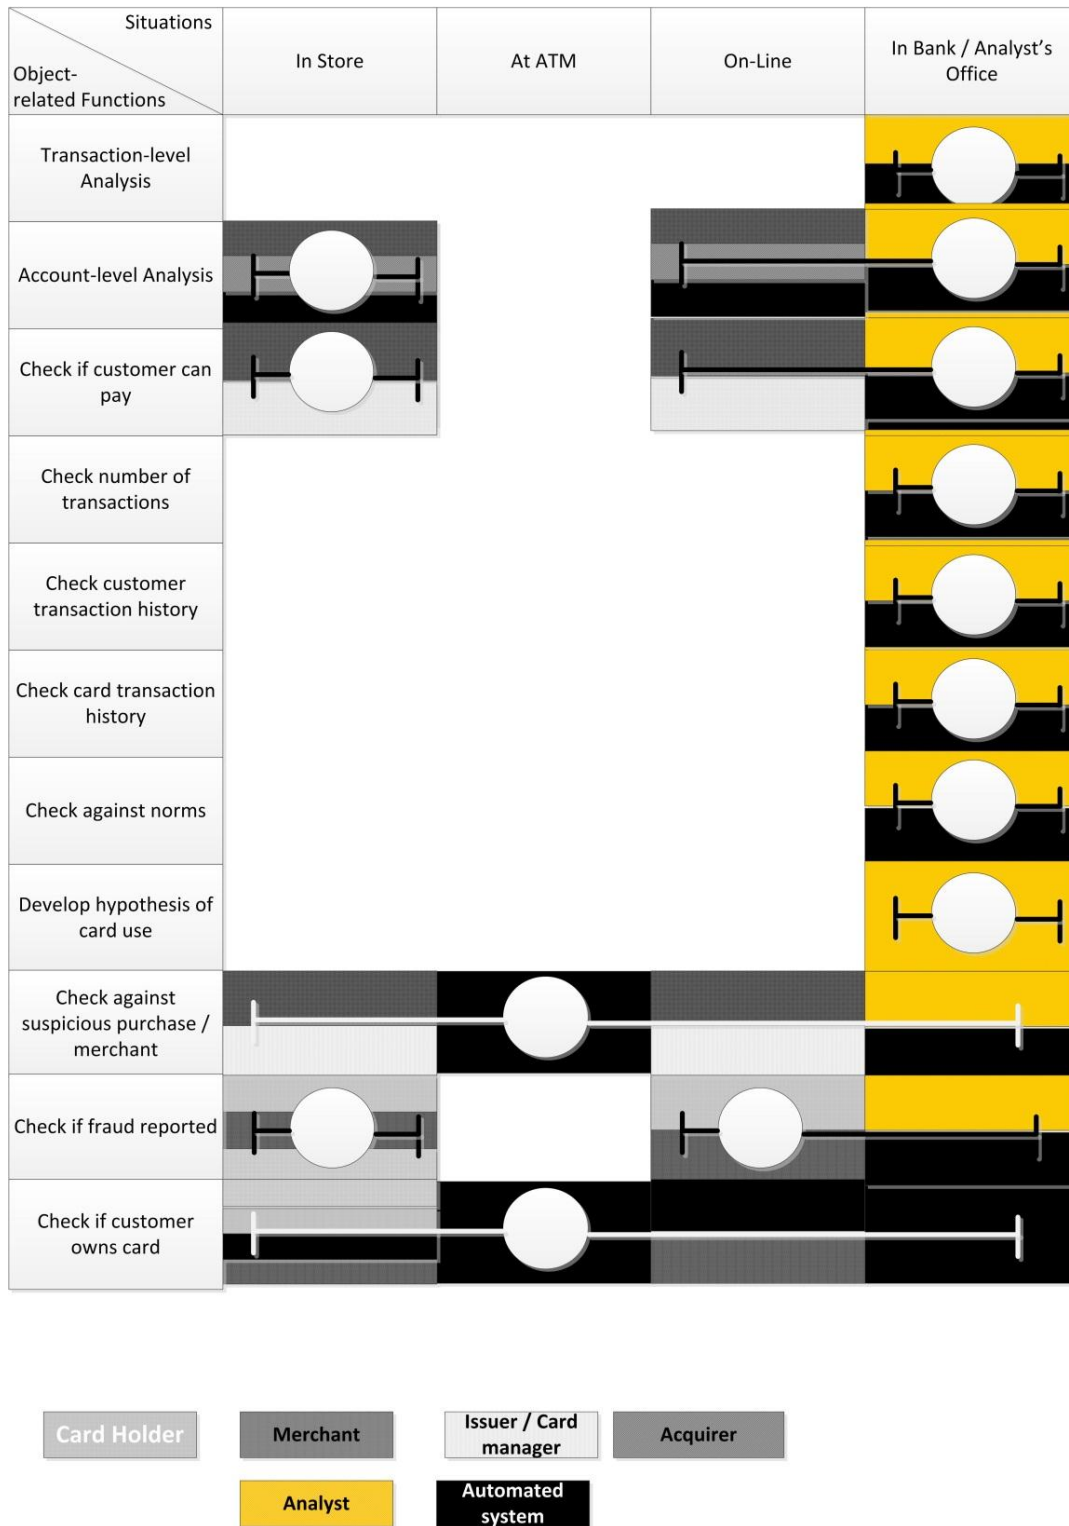 Situations
Object-
related Functions
In Store
At ATM
On-Line
In Bank / Analyst’s
Office
Transaction-level
Analysis
Account-level Analysis
Check if customer can
pay
Check number of
transactions
Check customer
transaction history
Check card transaction
history
Check against norms
Develop hypothesis of
card use
Check against
suspicious purchase /
merchant
Check if fraud reported
Check if customer
owns card
Card Holder
Merchant
Issuer / Card
manager
Acquirer
Analyst
Automated
system